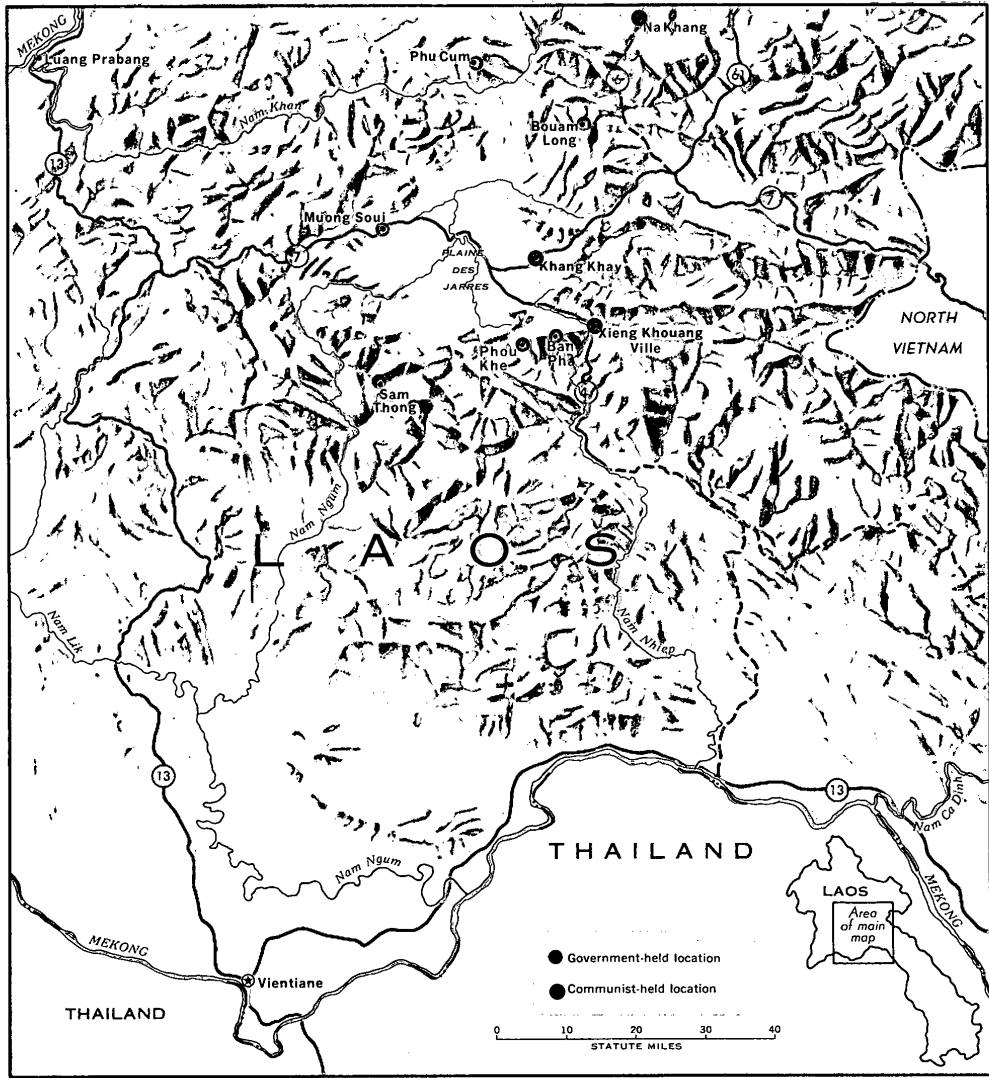 MEKONG
Luang Prabang
Phu Cum
Na Khang
6
61
Nam Khan
Bouam
Long
13
7
Muong Soui
7
PLAINE
DES
JARRES
Khang Khay
Xieng Khouang
Ville
NORTH
VIETNAM
Phou
Khe
Ban
Pha
Sam
Thong
Nam Ngum
LAOS
Nam Lik
Nam Nhiep
13
13
Nam Ca Dinh
THAILAND
Nam Ngum
MEKONG
LAOS
Area
of main
map
MEKONG
Vientiane
THAILAND
Government-held location
Communist-held location
0 10 20 30 40
STATUTE MILES